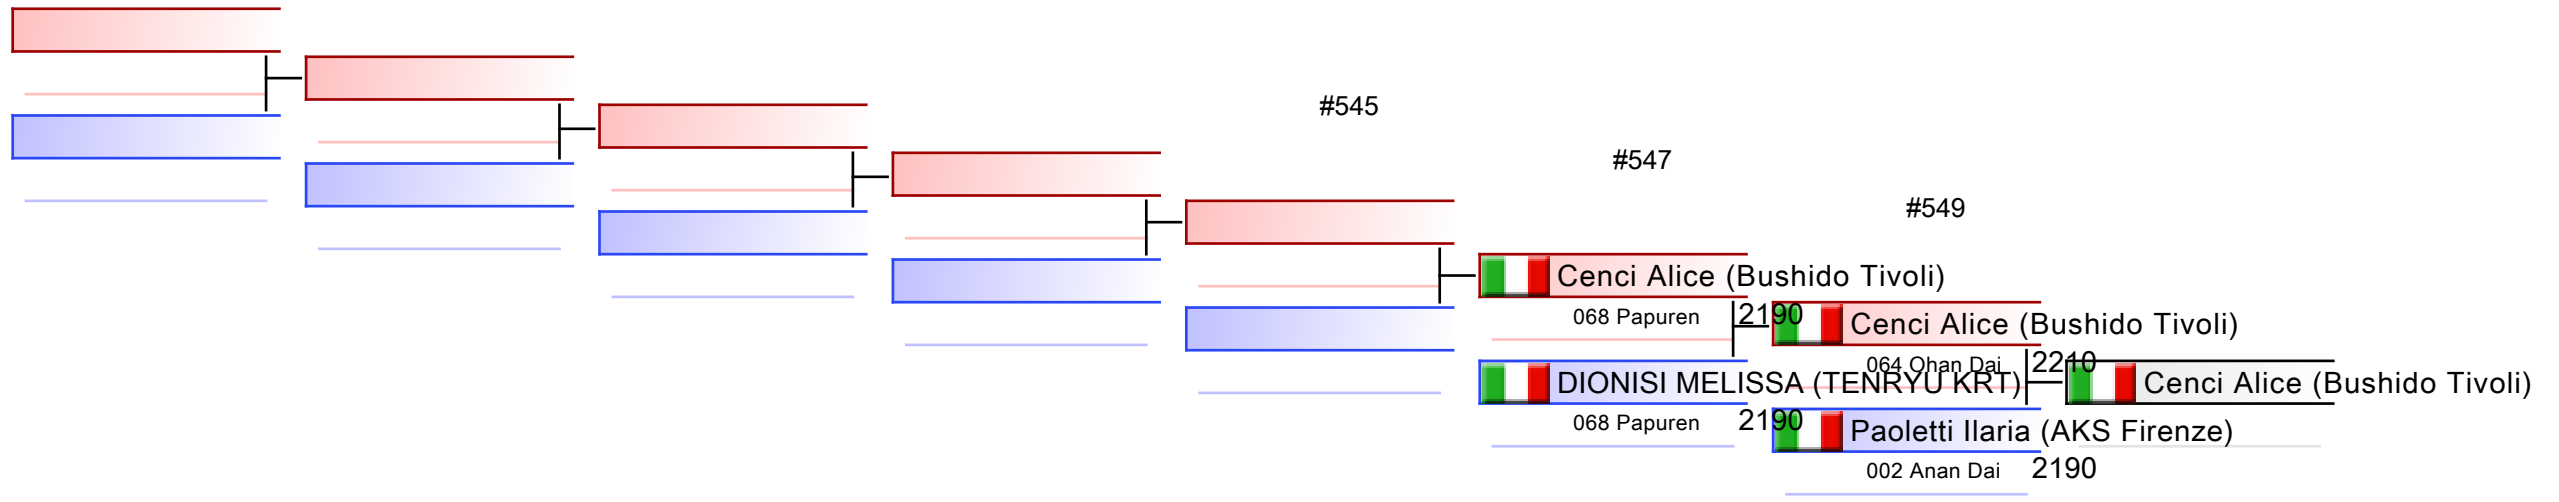 #545
#547
#549
Cenci Alice (Bushido Tivoli)
068 Papuren 2190
Cenci Alice (Bushido Tivoli)
064 Ohan Dai 2210
DIONISI MELISSA (TENRYU KRT)
Cenci Alice (Bushido Tivoli)
068 Papuren 2190
Paoletti Ilaria (AKS Firenze)
002 Anan Dai 2190